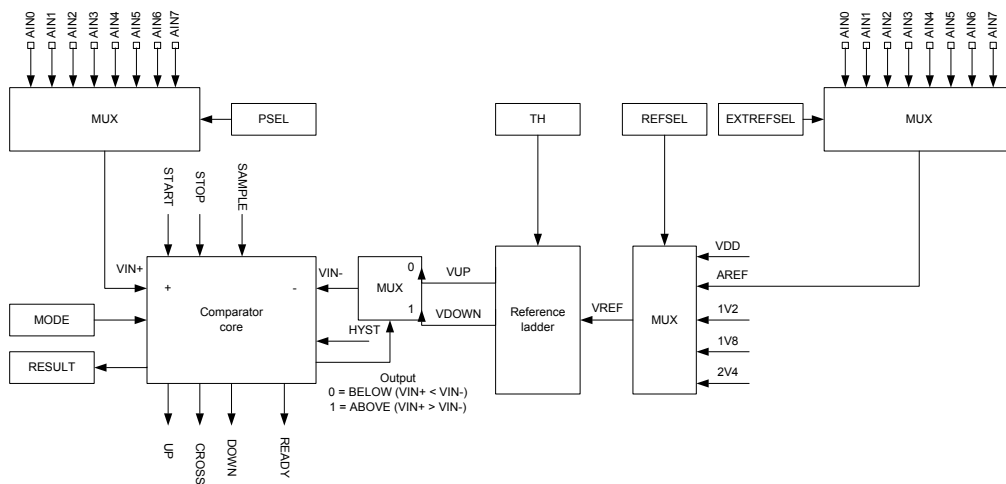 AIN0
AIN1
AIN2
AIN3
AIN4
AIN5
AIN6
AIN7
AIN0
AIN1
AIN2
AIN3
AIN4
AIN5
AIN6
AIN7
MUX
PSEL
TH
REFSEL
EXTREFSEL
MUX
START
STOP
SAMPLE
VIN+
+
-
VIN-
MUX
0
1
VUP
VDOWN
Reference
ladder
VREF
MUX
VDD
AREF
1V2
1V8
2V4
MODE
Comparator
core
HYST
RESULT
Output
0 = BELOW (VIN+ < VIN-)
1 = ABOVE (VIN+ > VIN-)
UP
CROSS
DOWN
READY